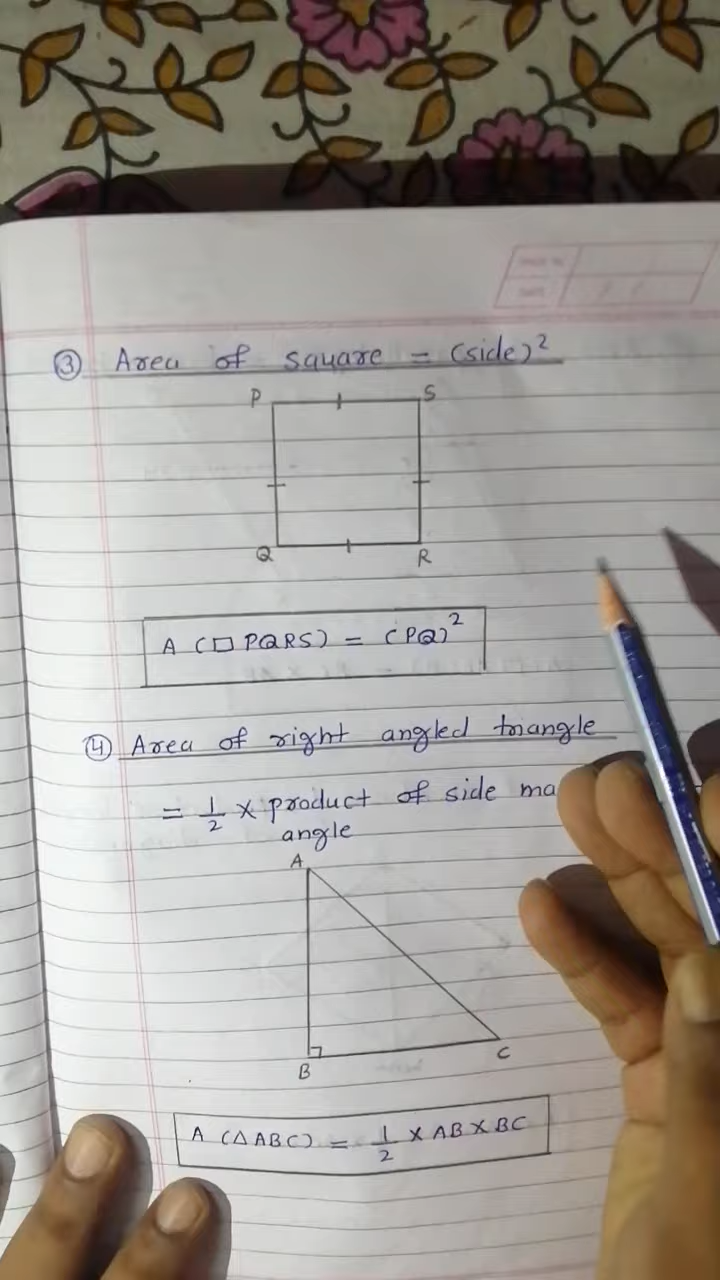 ③ Area of square = (side)²
P S
Q R
A (□ PQRS) = (PQ)²
④ Area of right angled triangle
= 1/2 × product of side
angle
A
B C
A (△ ABC) = 1/2 × AB × BC